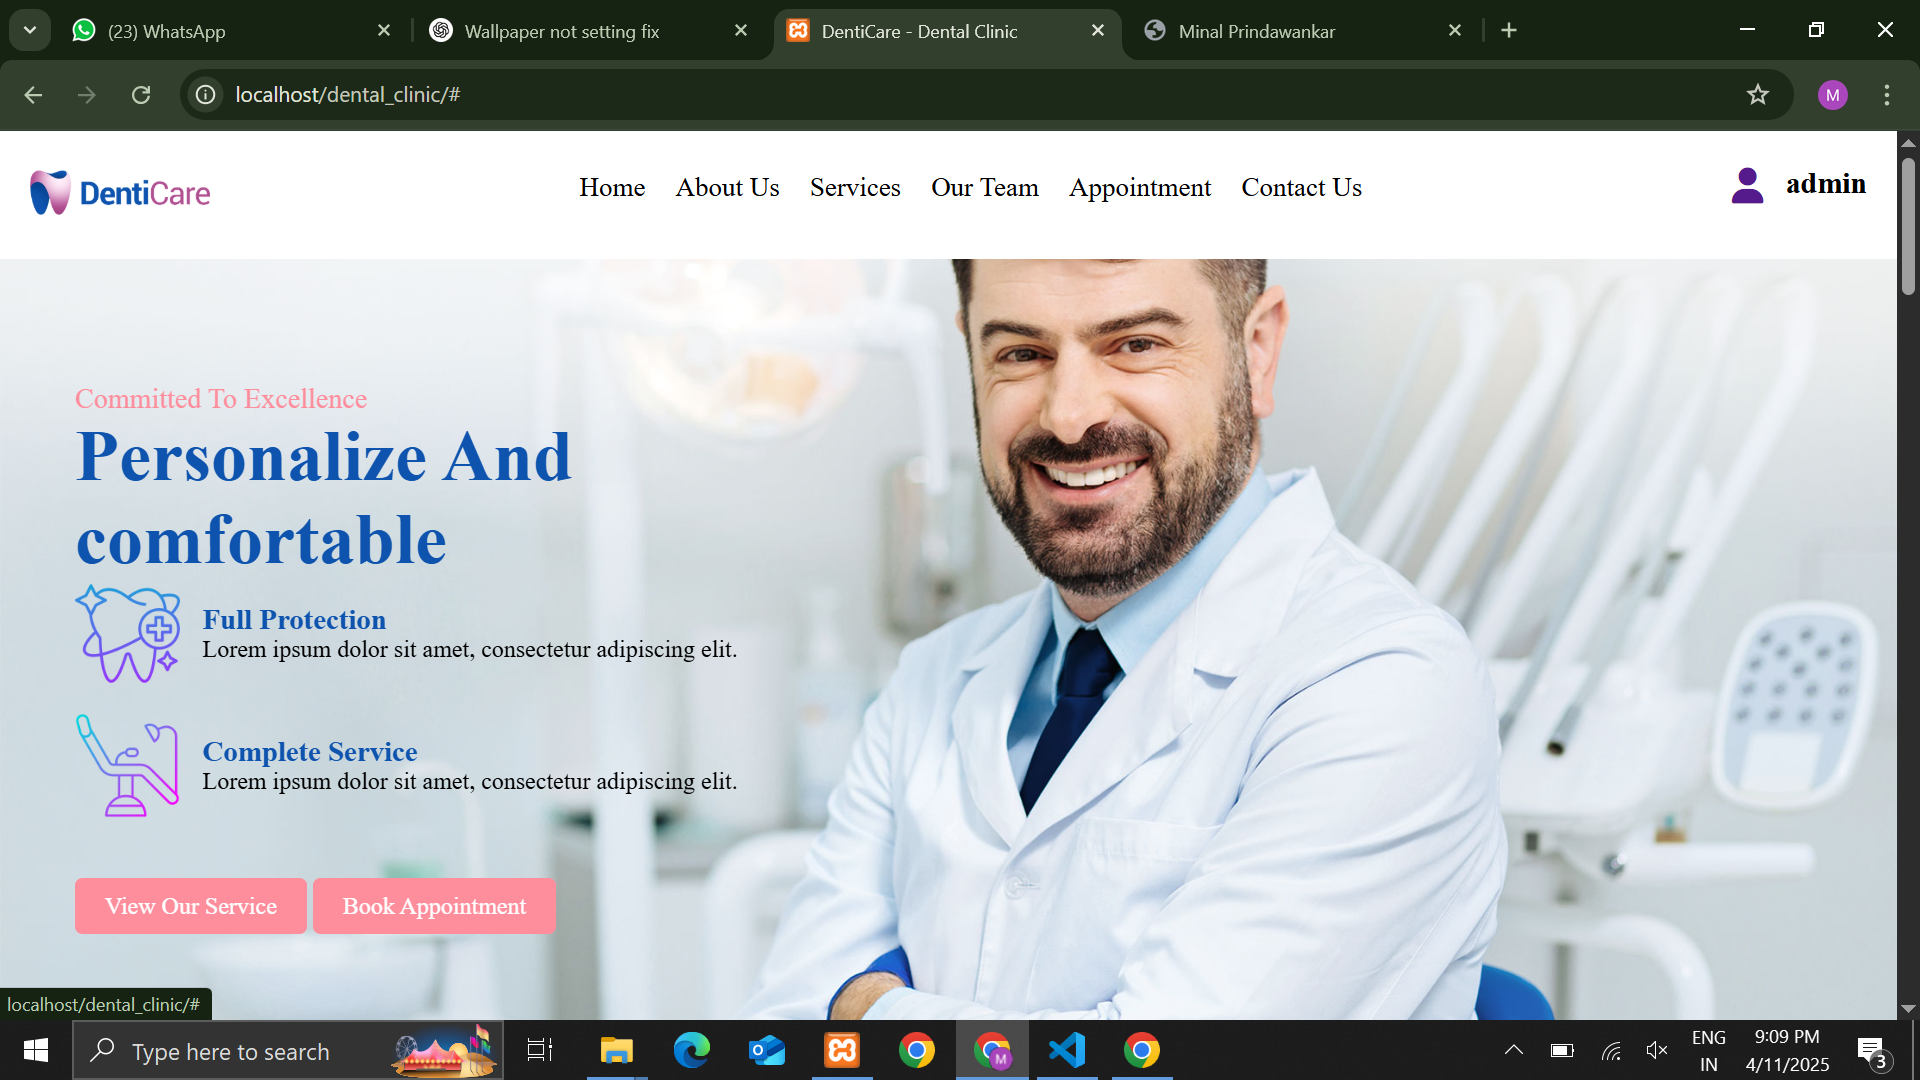 (23) WhatsApp
Wallpaper not setting fix
DentiCare - Dental Clinic
Minal Prindawankar
localhost/dental_clinic/#
M
DentiCare
Home
About Us
Services
Our Team
Appointment
Contact Us
admin
Committed To Excellence
Personalize And
comfortable
Full Protection
Lorem ipsum dolor sit amet, consectetur adipiscing elit.
Complete Service
Lorem ipsum dolor sit amet, consectetur adipiscing elit.
View Our Service
Book Appointment
localhost/dental_clinic/#
Type here to search
M
ENG
IN
9:09 PM
4/11/2025
3